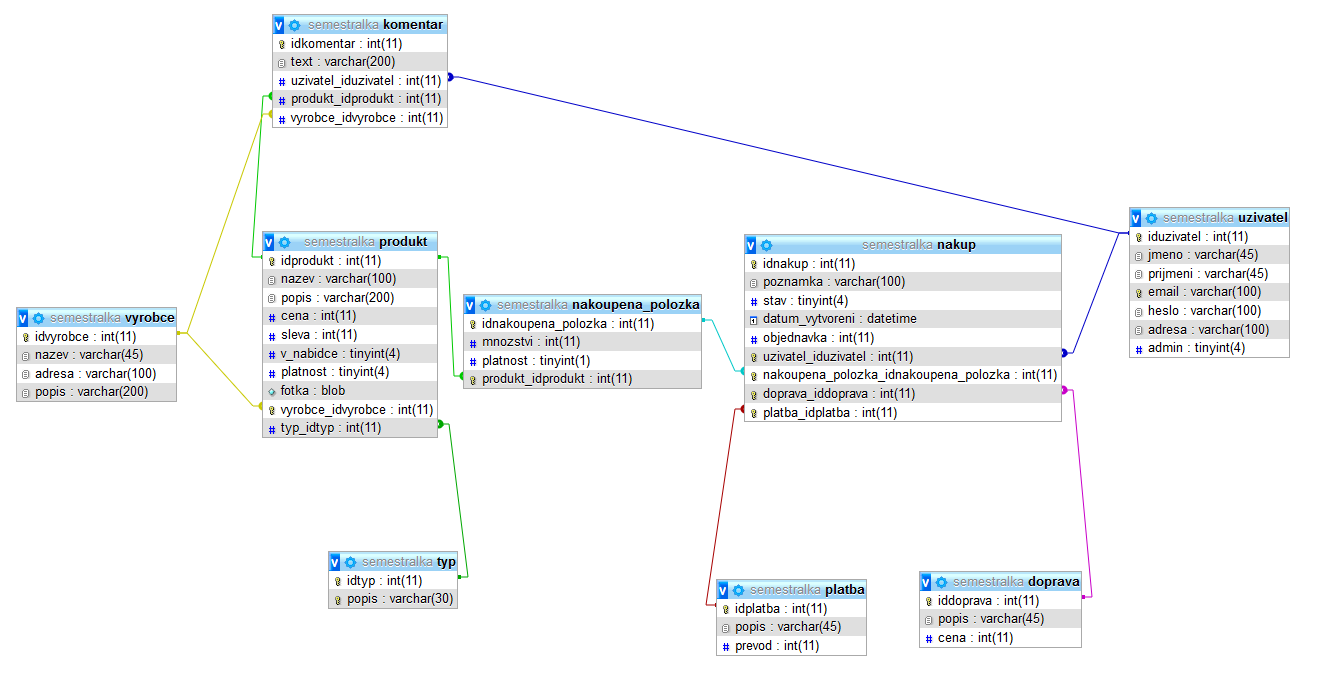 semestralka komentar
idkomentar : int(11)
text : varchar(200)
uzivatel_iduzivatel : int(11)
produkt_idprodukt : int(11)
vyrobce_idvyrobce : int(11)
semestralka vyrobce
idvyrobce : int(11)
nazev : varchar(45)
adresa : varchar(100)
popis : varchar(200)
semestralka produkt
idprodukt : int(11)
nazev : varchar(100)
popis : varchar(200)
cena : int(11)
sleva : int(11)
v_nabidce : tinyint(4)
platnost : tinyint(4)
fotka : blob
vyrobce_idvyrobce : int(11)
typ_idtyp : int(11)
semestralka nakoupena_polozka
idnakoupena_polozka : int(11)
mnozstvi : int(11)
platnost : tinyint(1)
produkt_idprodukt : int(11)
semestralka nakup
idnakup : int(11)
poznamka : varchar(100)
stav : tinyint(4)
datum_vytvoreni : datetime
objednavka : int(11)
uzivatel_iduzivatel : int(11)
nakoupena_polozka_idnakoupena_polozka : int(11)
doprava_iddoprava : int(11)
platba_idplatba : int(11)
semestralka uzivatel
iduzivatel : int(11)
jmeno : varchar(45)
prijmeni : varchar(45)
email : varchar(100)
heslo : varchar(100)
adresa : varchar(100)
admin : tinyint(4)
semestralka typ
idtyp : int(11)
popis : varchar(30)
semestralka platba
idplatba : int(11)
popis : varchar(45)
prevod : int(11)
semestralka doprava
iddoprava : int(11)
popis : varchar(45)
cena : int(11)